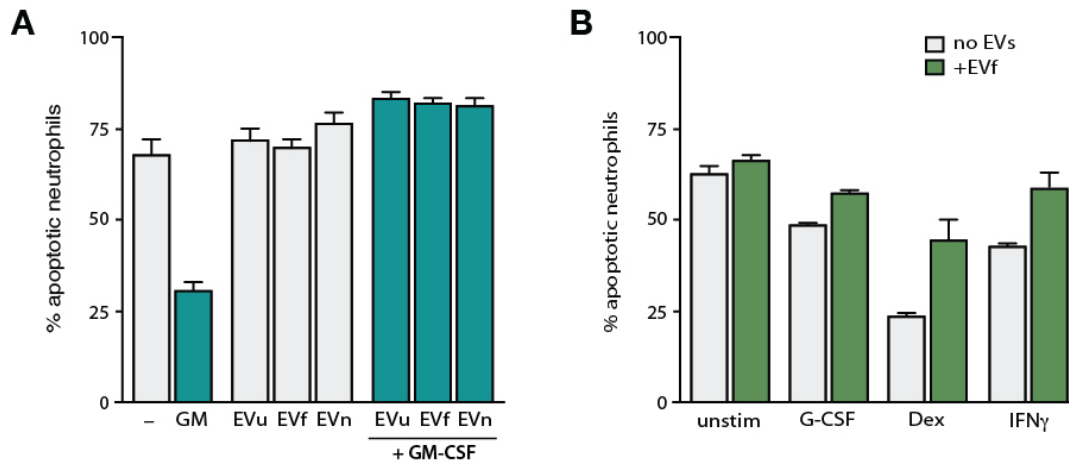 A
% apoptotic neutrophils
100
75
50
25
0
– GM EVu EVf EVn EVu EVf EVn
+ GM-CSF
B
% apoptotic neutrophils
100
75
50
25
0
no EVs
+EVf
unstim G-CSF Dex IFNγ